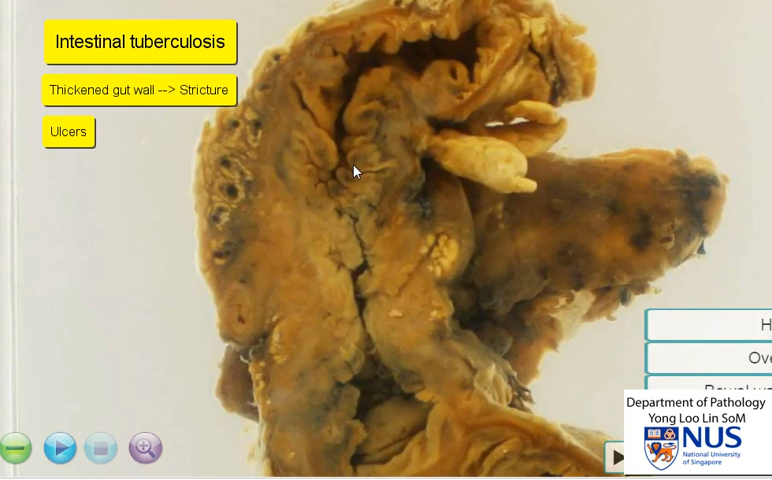 Intestinal tuberculosis
Thickened gut wall --> Stricture
Ulcers
H
Ove
Department of Pathology
Yong Loo Lin SoM
NUS
National University
of Singapore